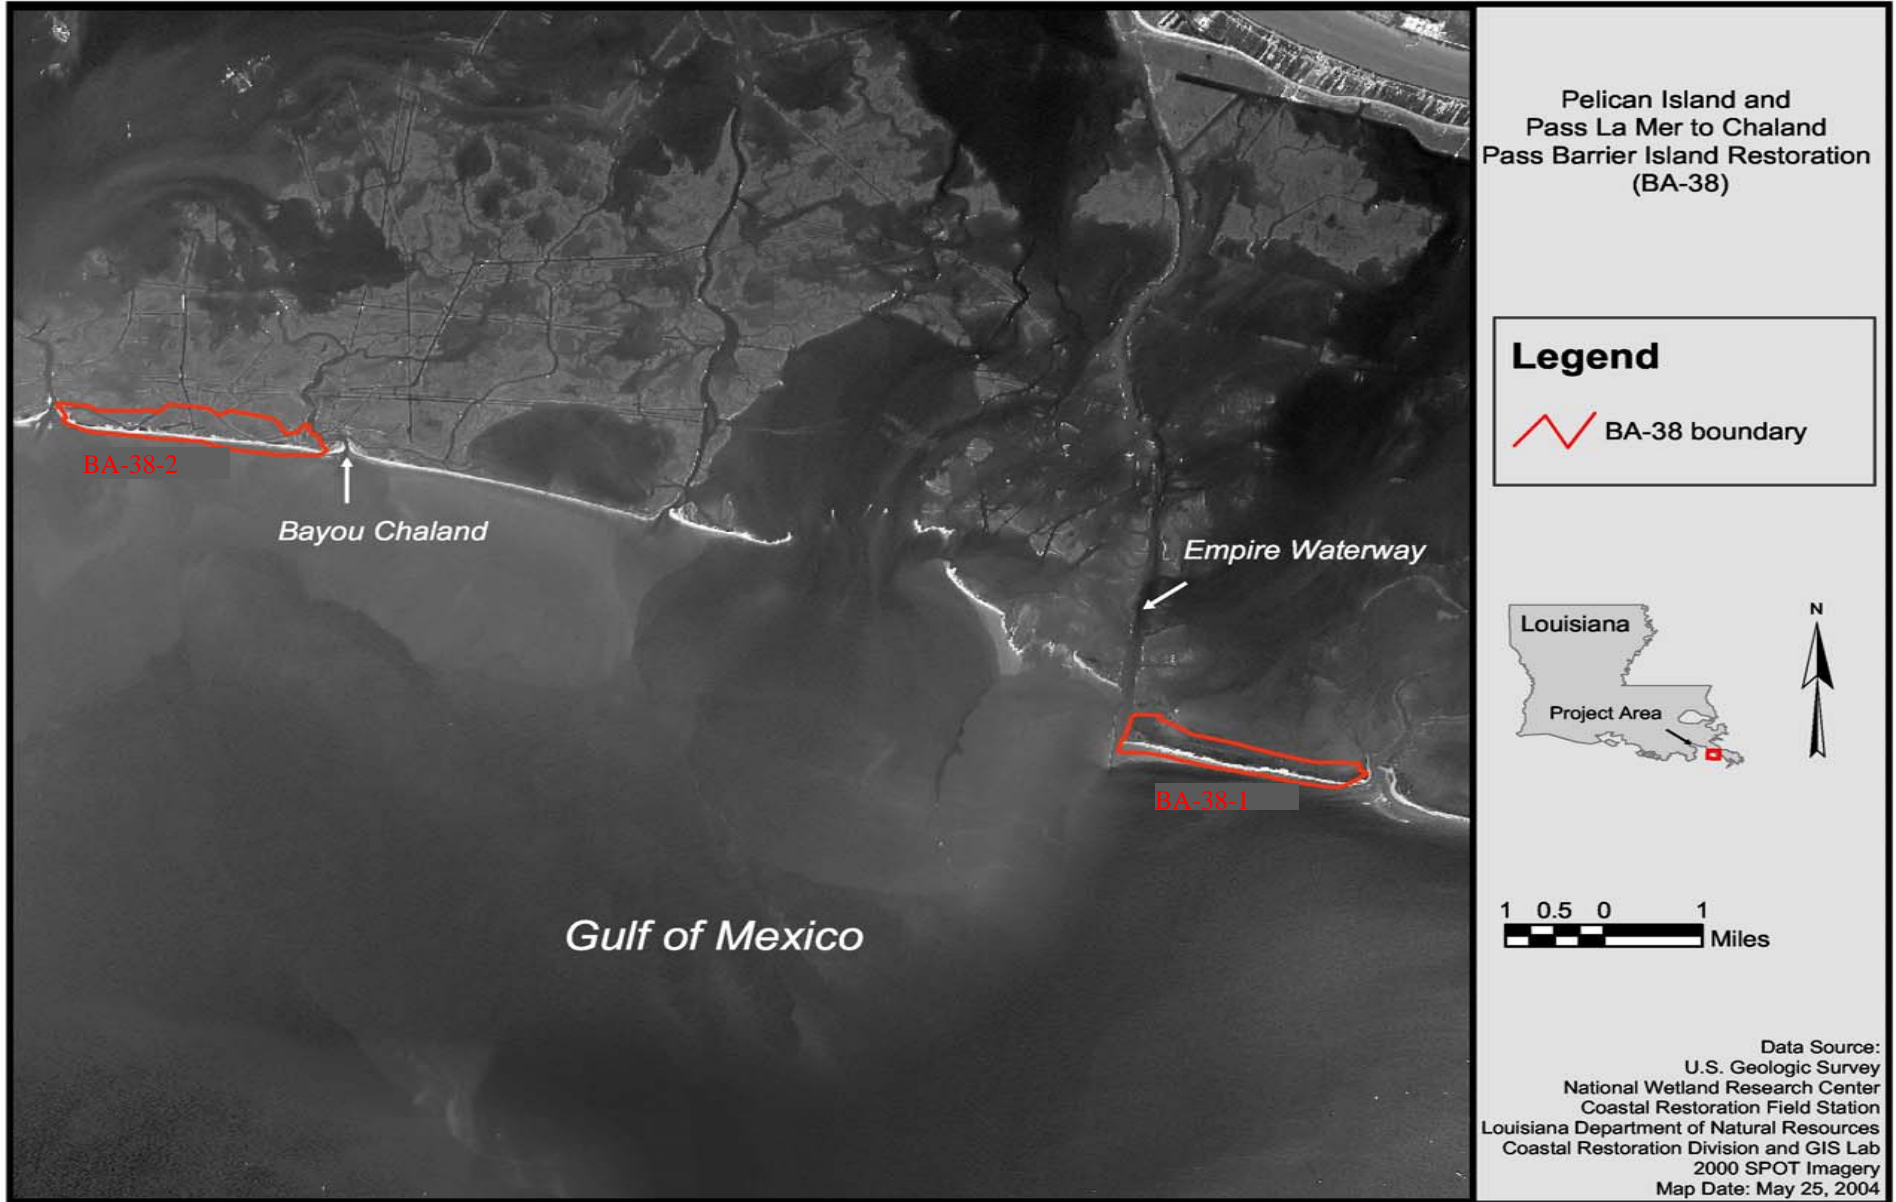 Pelican Island and
Pass La Mer to Chaland
Pass Barrier Island Restoration
(BA-38)
Legend
BA-38 boundary
BA-38-2
Bayou Chaland
Empire Waterway
BA-38-1
Gulf of Mexico
Louisiana
N
Project Area
1 0.5 0 1
Miles
Data Source:
U.S. Geologic Survey
National Wetland Research Center
Coastal Restoration Field Station
Louisiana Department of Natural Resources
Coastal Restoration Division and GIS Lab
2000 SPOT Imagery
Map Date: May 25, 2004